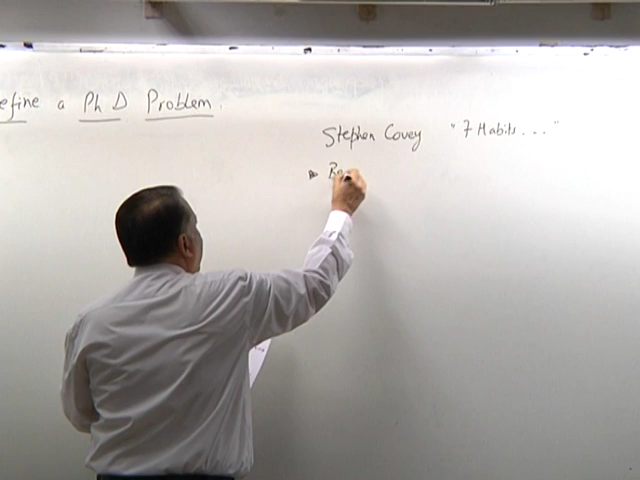 efine a Ph D Problem.
Stephen Covey "7 Habits..."